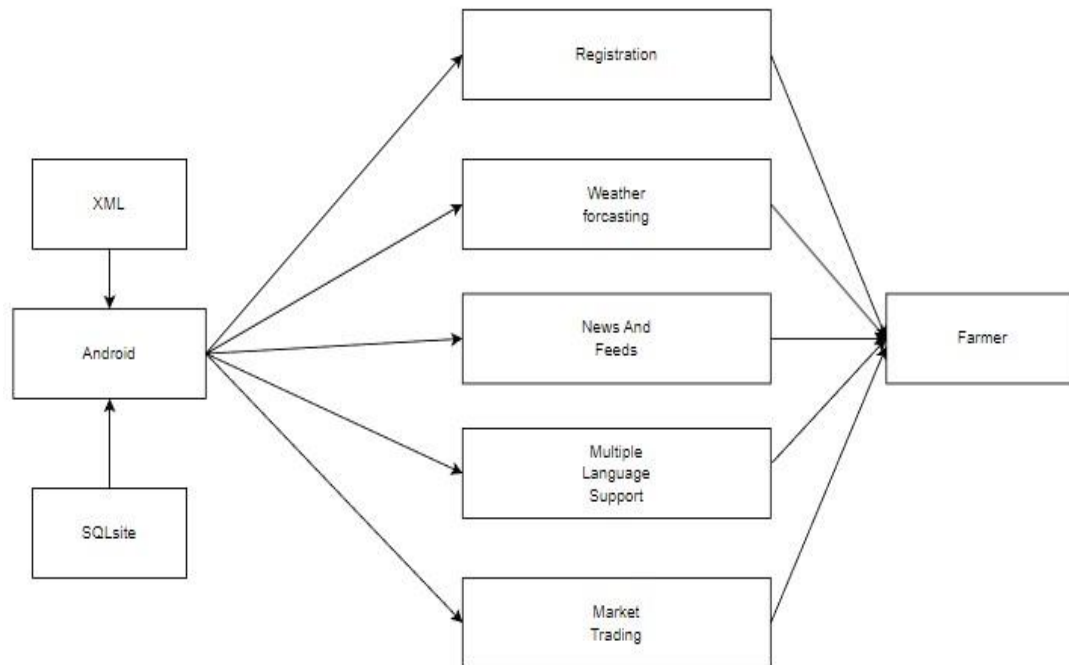 Registration
XML
Weather
forcasting
Android
News And
Feeds
Farmer
Multiple
Language
Support
SQLsite
Market
Trading